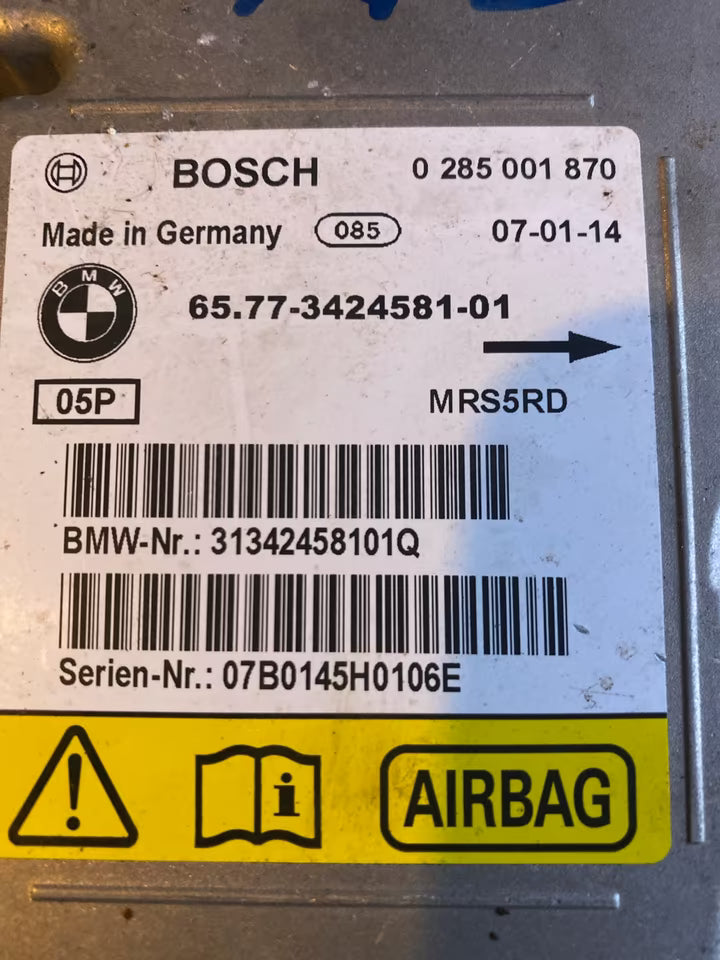 BOSCH 0 285 001 870
Made in Germany 085 07-01-14
BMW 65.77-3424581-01
05P MRS5RD
BMW-Nr.: 31342458101Q
Serien-Nr.: 07B0145H0106E
i AIRBAG